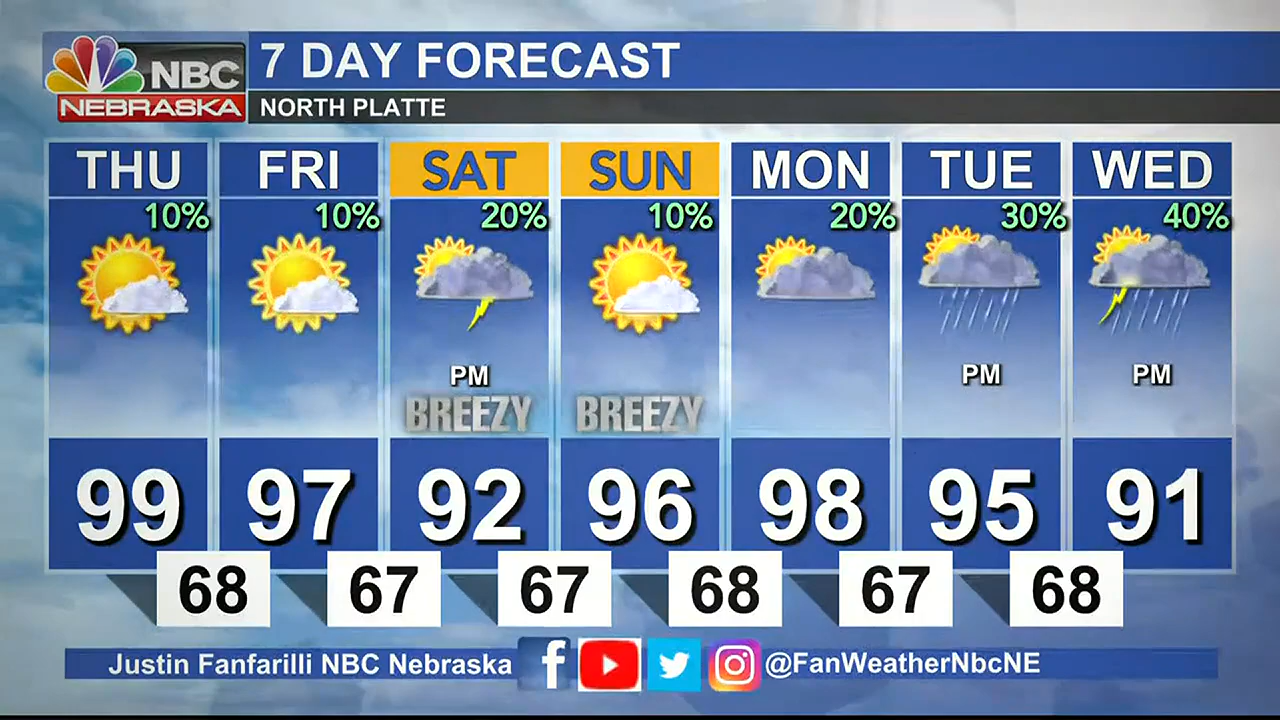 NBC
NEBRASKA
7 DAY FORECAST
NORTH PLATTE
THU FRI SAT SUN MON TUE WED
10% 10% 20% 10% 20% 30% 40%
PM PM PM
BREEZY BREEZY
99 97 92 96 98 95 91
68 67 67 68 67 68
Justin Fanfarilli NBC Nebraska f @FanWeatherNbcNE